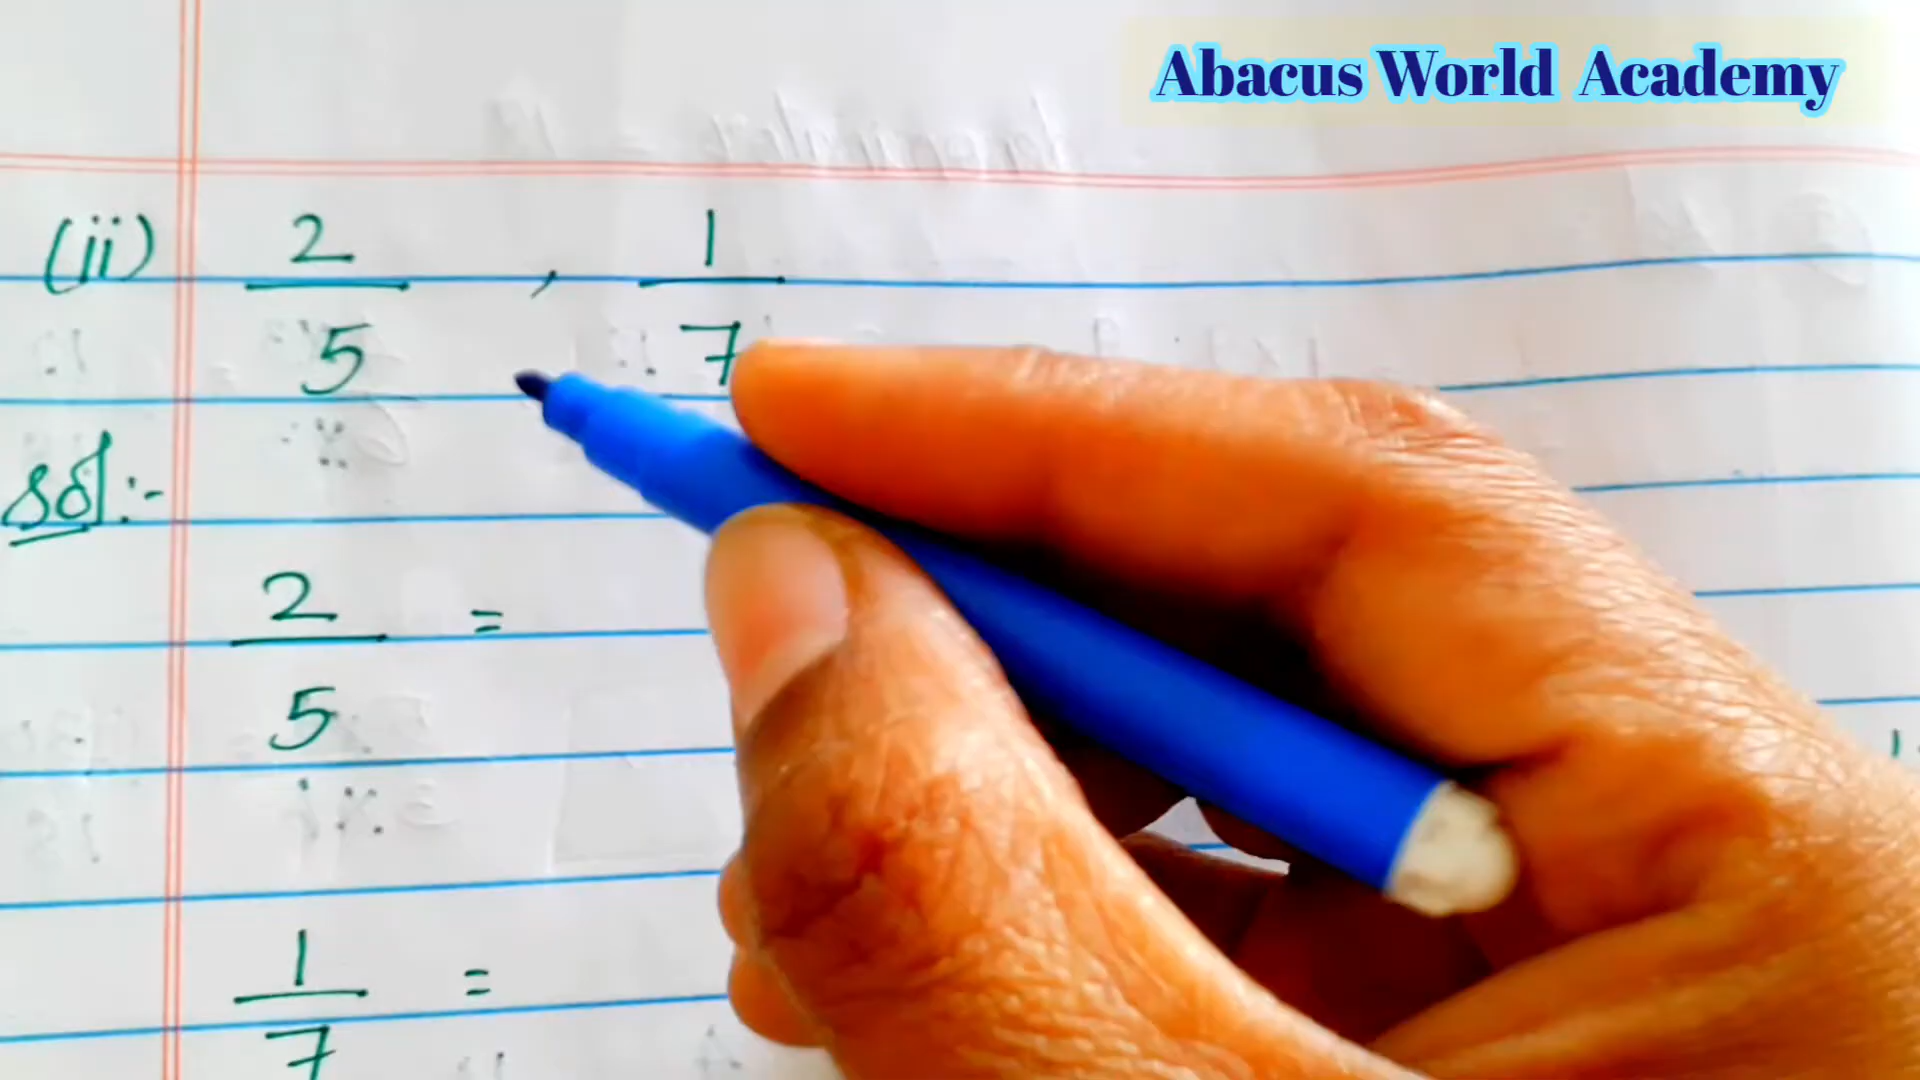 Abacus World Academy
(ii) 2/5 , 1/7
Sol:-
2/5 =
1/7 =